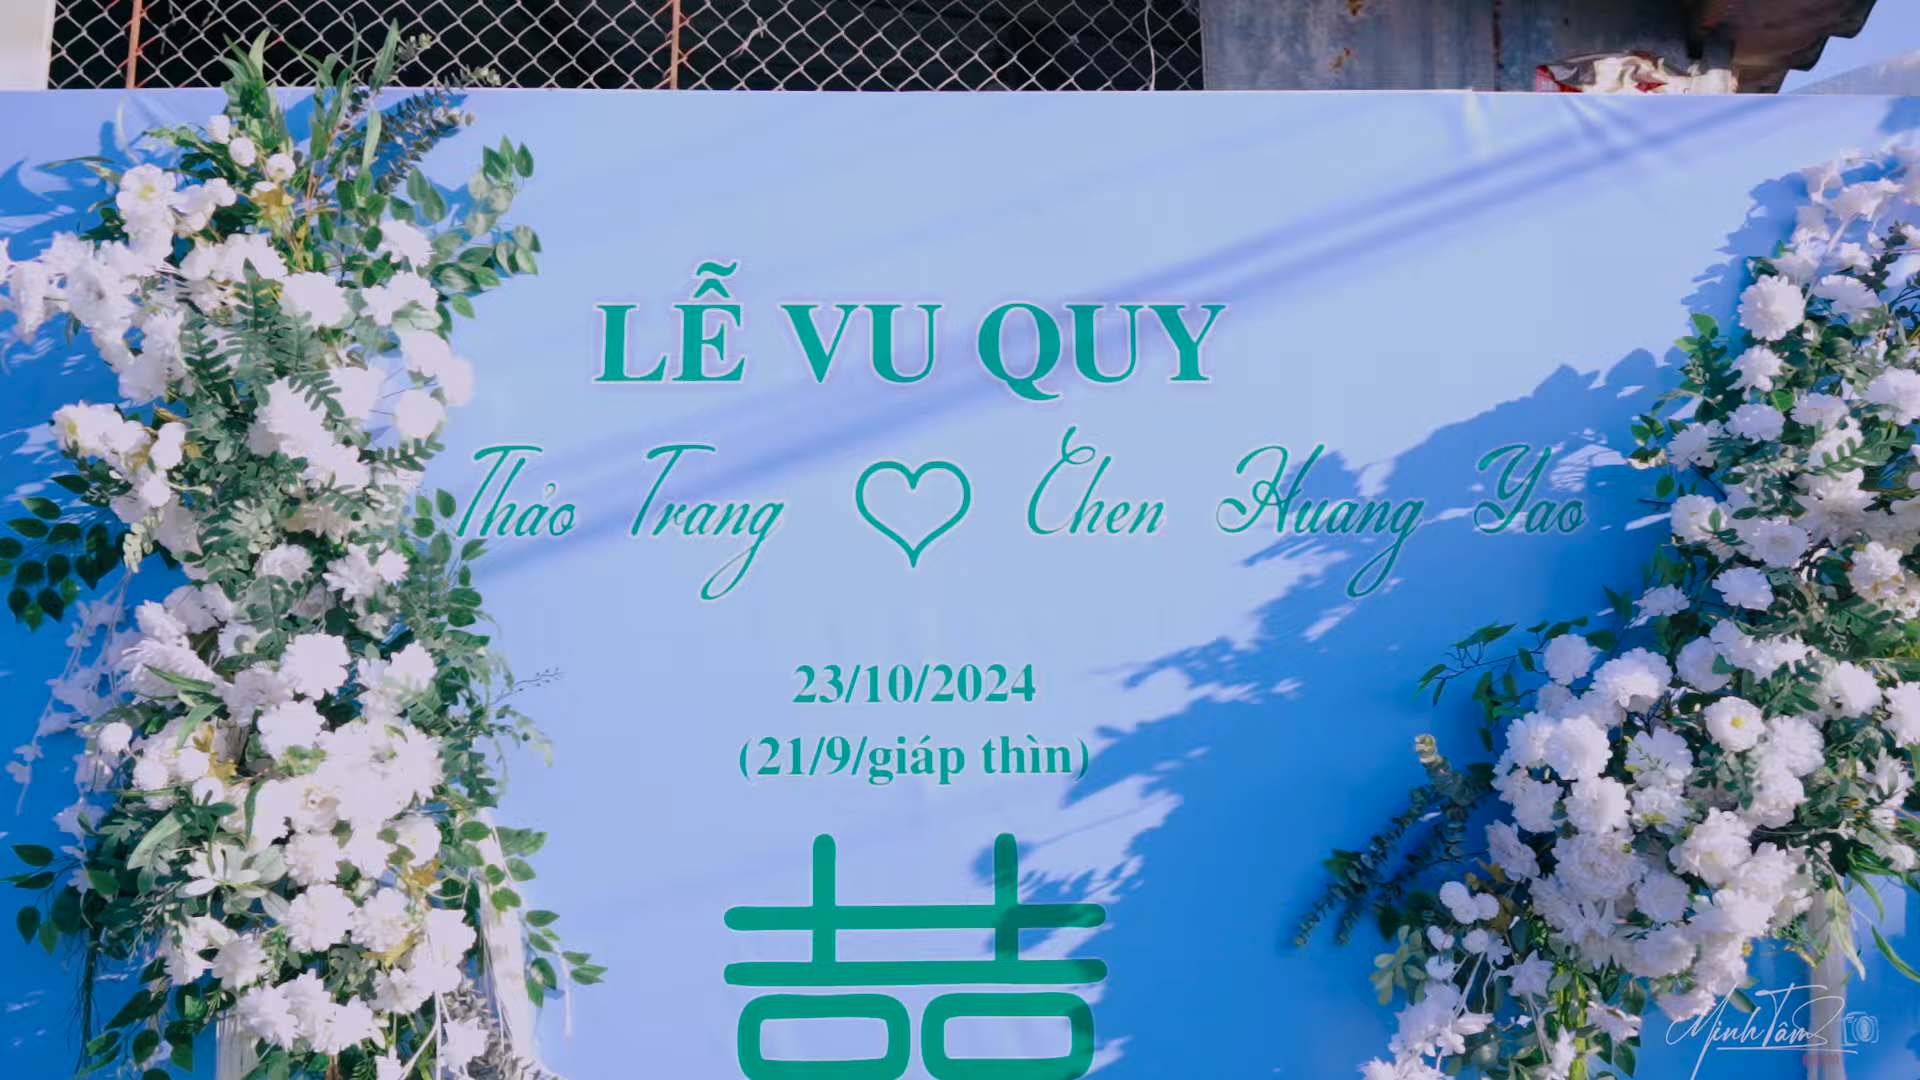 LỄ VU QUY
Thảo Trang Chen Huang Yao
23/10/2024
(21/9/giáp thìn)
囍
Minh Tâm